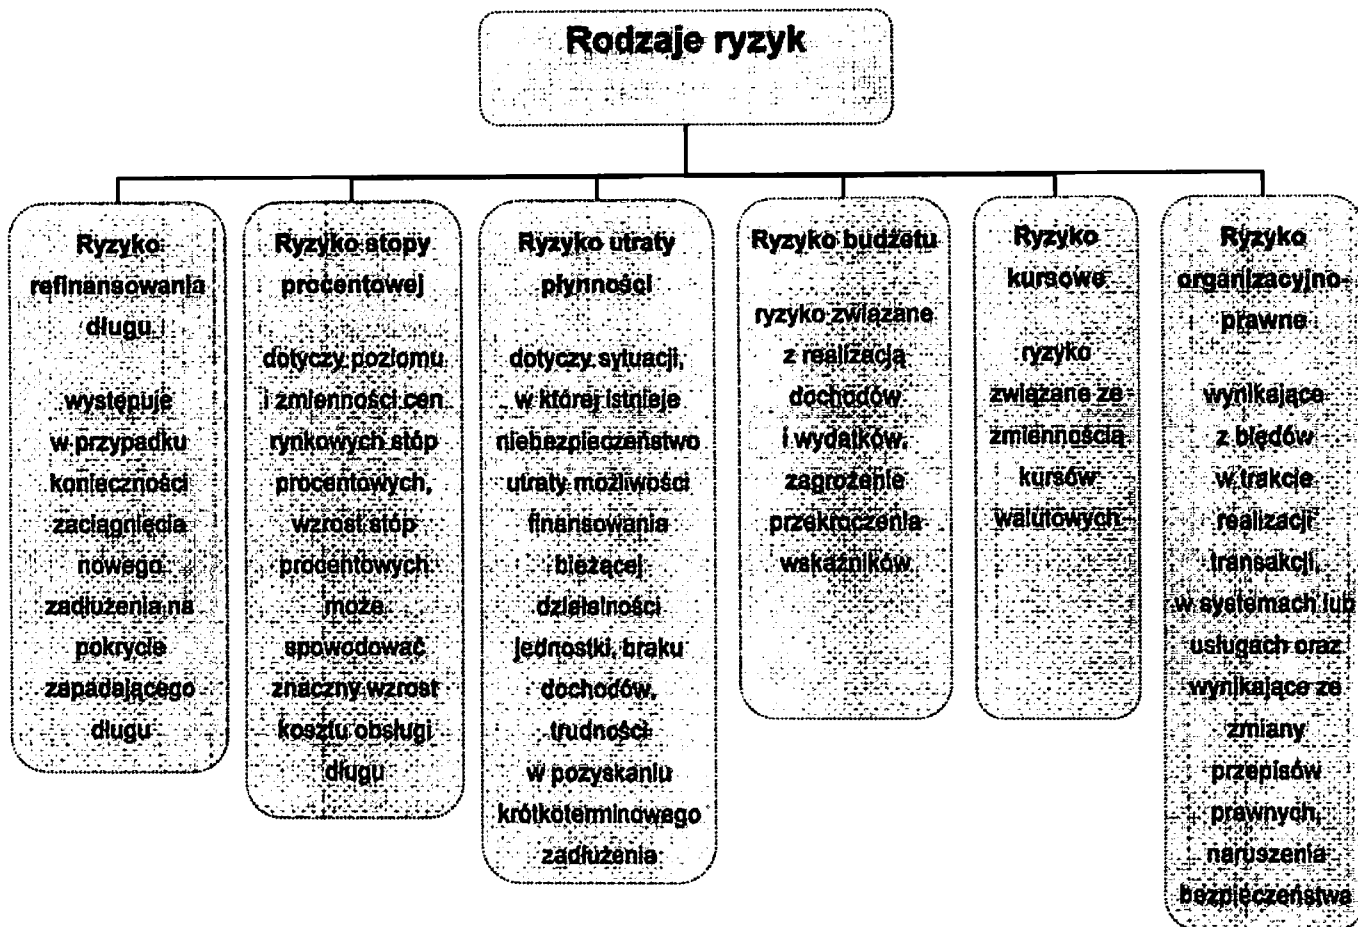 Rodzaje ryzyk
Ryzyko
refinansowania
długu
występuje
w przypadku
konieczności
zaciągnięcia
nowego
zadłużenia na
pokrycie
zapadającego
długu
Ryzyko stopy
procentowej
dotyczy poziomu
i zmienności cen
rynkowych stóp
procentowych,
wzrost stóp
procentowych
może
spowodować
znaczny wzrost
kosztu obsługi
długu
Ryzyko utraty
płynności
dotyczy sytuacji,
w której istnieje
niebezpieczeństwo
utraty możliwości
finansowania
bieżącej
działalności
jednostki, braku
dochodów,
trudności
w pozyskaniu
krótkoterminowego
zadłużenia
Ryzyko budżetu
ryzyko związane
z realizacją
dochodów
i wydatków,
zagrożenie
przekroczenia
wskaźników
Ryzyko
kursowe
ryzyko
związane ze
zmiennością
kursów
walutowych
Ryzyko
organizacyjno-
prawne
wynikające
z błędów
w trakcie
realizacji
transakcji,
w systemach lub
usługach oraz
wynikające ze
zmiany
przepisów
prawnych,
naruszenia
bezpieczeństwa